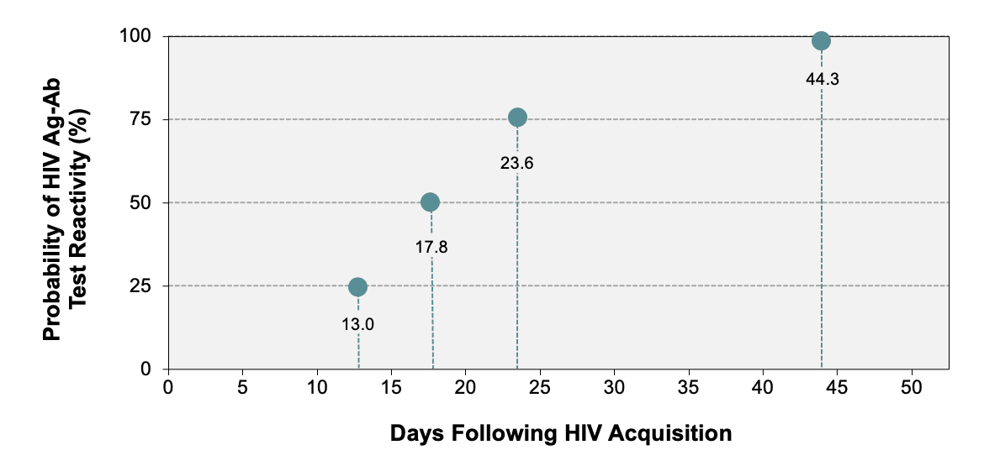 Probability of HIV Ag-Ab
Test Reactivity (%)
100
75
50
25
0
44.3
23.6
17.8
13.0
0 5 10 15 20 25 30 35 40 45 50
Days Following HIV Acquisition